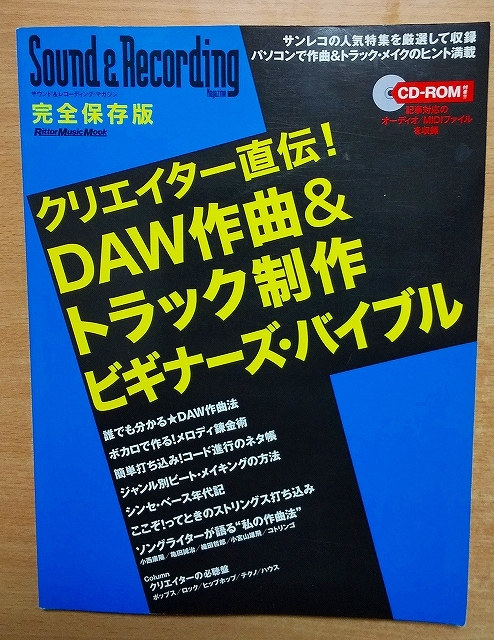 サンレコの人気特集を厳選して収録
パソコンで作曲&トラック・メイクのヒント満載
Sound & Recording
Magazine
サウンド&レコーディング・マガジン
完全保存版
Rittor Music Mook
CD-ROM付き!
記事対応の
オーディオ/MIDIファイル
を収録
クリエイター直伝!
DAW作曲&
トラック制作
ビギナーズ・バイブル
誰でも分かる★DAW作曲法
ボカロで作る!メロディ錬金術
簡単打ち込み!コード進行のネタ帳
ジャンル別ビート・メイキングの方法
シンセ・ベース年代記
ここぞ!ってときのストリングス打ち込み
ソングライターが語る“私の作曲法”
小西康陽/亀田誠治/織田哲郎/小宮山雄飛/コトリンゴ
Column
クリエイターの必聴盤
ポップス/ロック/ヒップホップ/テクノ/ハウス